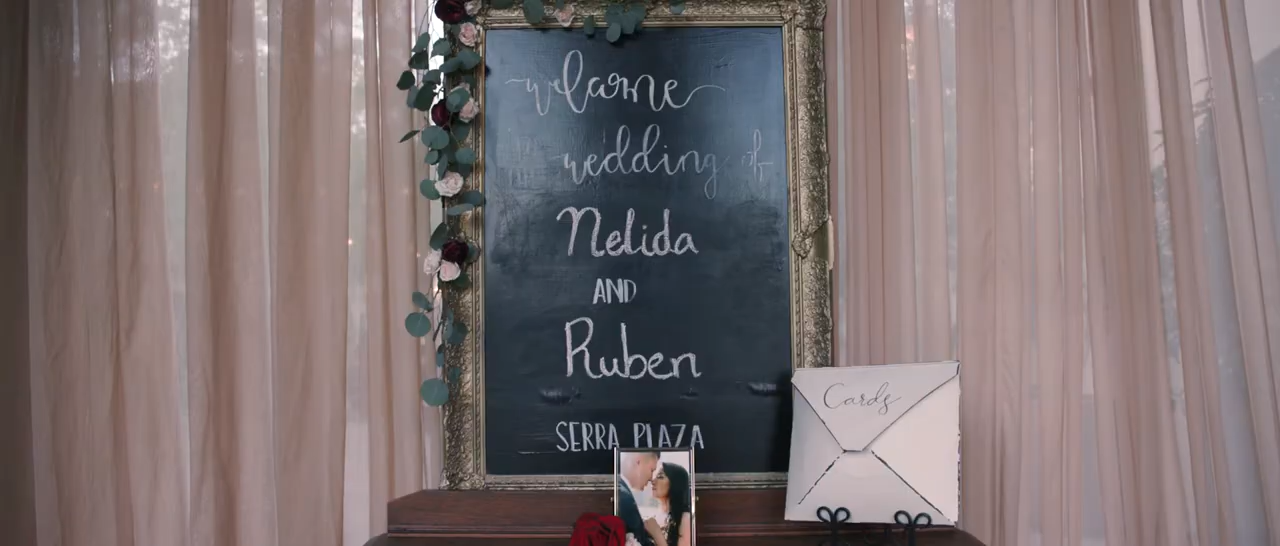 welcome
wedding of
Nelida
AND
Ruben
SERRA PLAZA
Cards